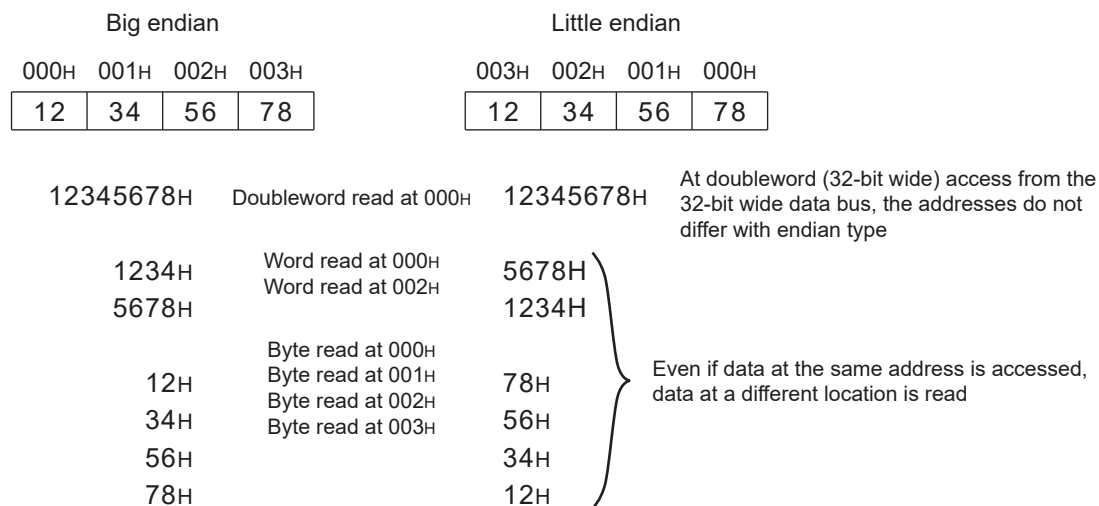 Big endian Little endian
000H 001H 002H 003H 003H 002H 001H 000H
12 34 56 78 12 34 56 78
12345678H Doubleword read at 000H 12345678H
At doubleword (32-bit wide) access from the
32-bit wide data bus, the addresses do not
differ with endian type
1234H Word read at 000H 5678H
5678H Word read at 002H 1234H
Byte read at 000H
12H Byte read at 001H 78H
34H Byte read at 002H 56H
Byte read at 003H
56H 34H
78H 12H
Even if data at the same address is accessed,
data at a different location is read